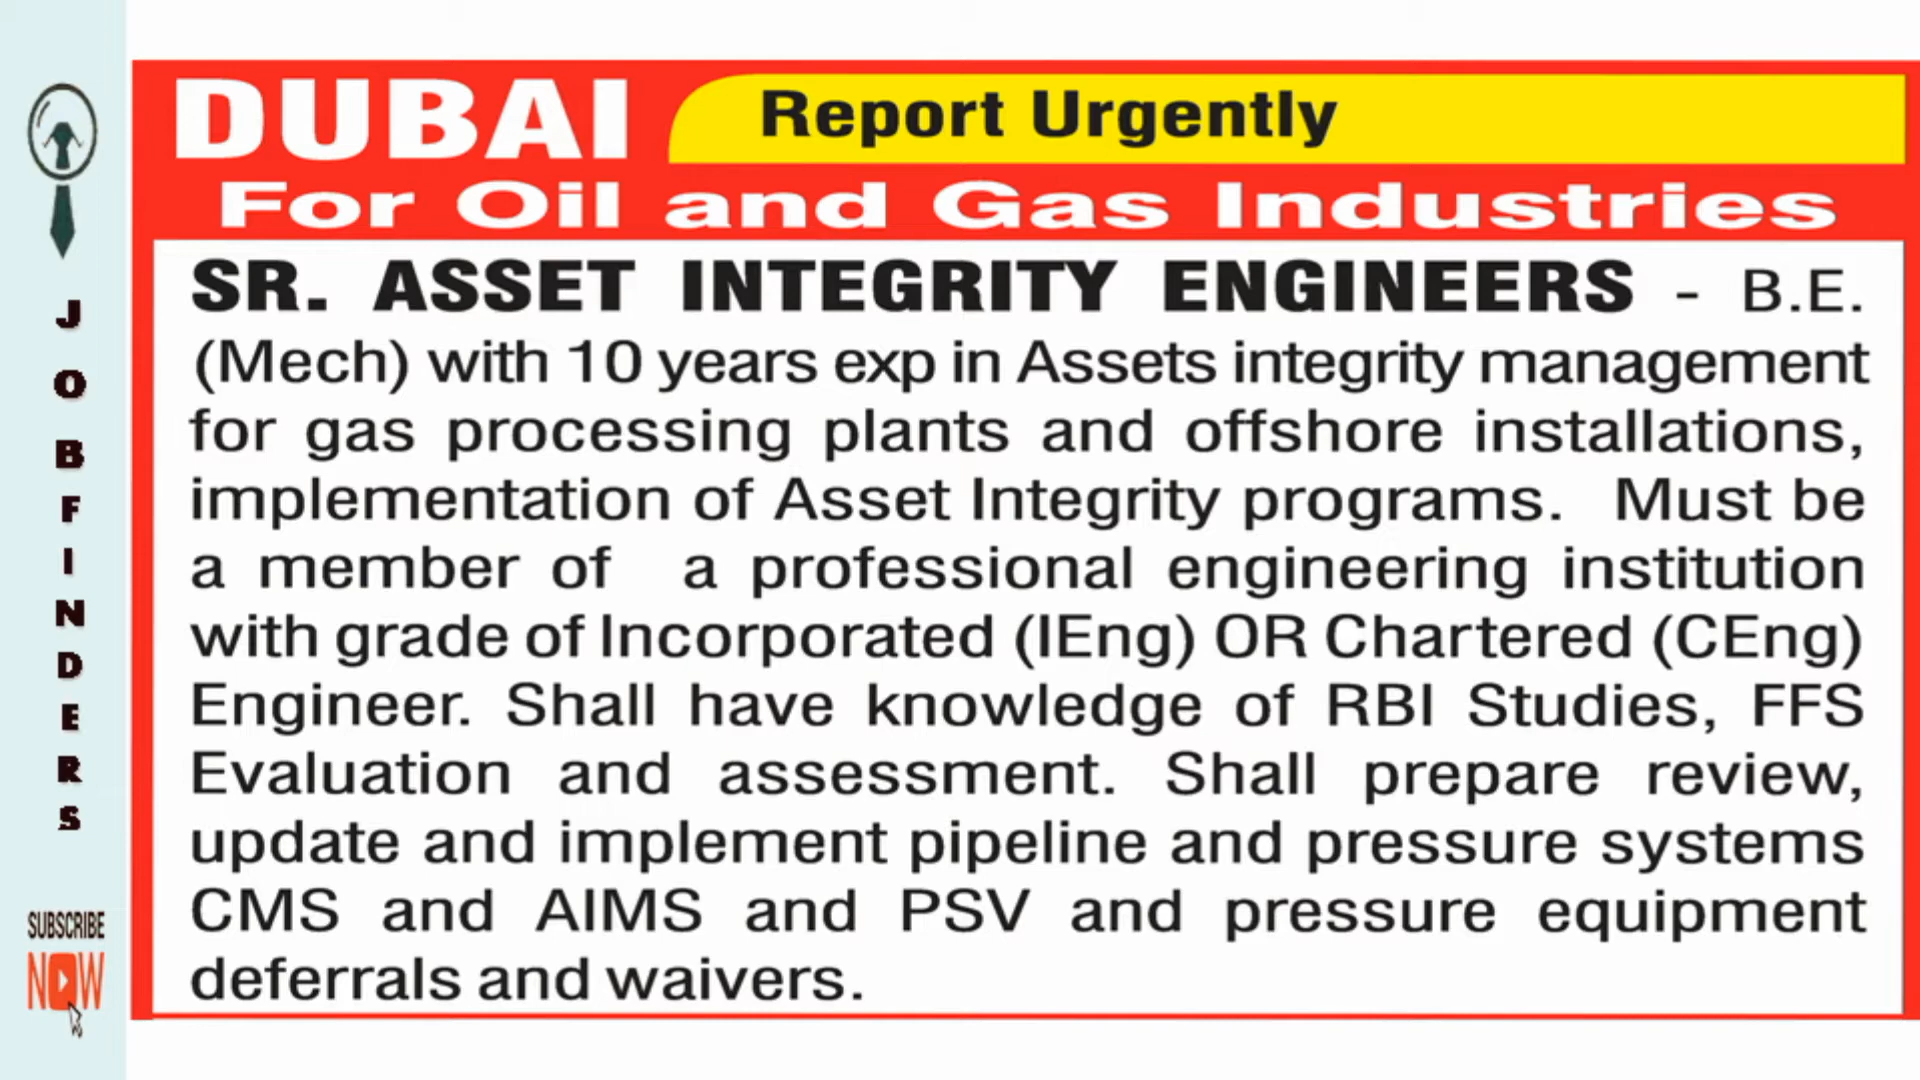 DUBAI Report Urgently
For Oil and Gas Industries
SR. ASSET INTEGRITY ENGINEERS - B.E.
(Mech) with 10 years exp in Assets integrity management
for gas processing plants and offshore installations,
implementation of Asset Integrity programs. Must be
a member of a professional engineering institution
with grade of Incorporated (IEng) OR Chartered (CEng)
Engineer. Shall have knowledge of RBI Studies, FFS
Evaluation and assessment. Shall prepare review,
update and implement pipeline and pressure systems
CMS and AIMS and PSV and pressure equipment
deferrals and waivers.
JOBFINDERS
SUBSCRIBE
NOW